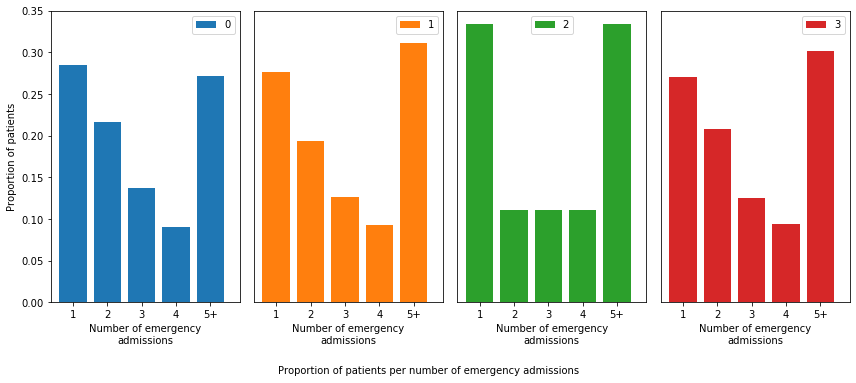 0
1
2
3
0.35
0.30
0.25
0.20
0.15
0.10
0.05
0.00
Proportion of patients
1 2 3 4 5+
1 2 3 4 5+
1 2 3 4 5+
1 2 3 4 5+
Number of emergency
admissions
Number of emergency
admissions
Number of emergency
admissions
Number of emergency
admissions
Proportion of patients per number of emergency admissions